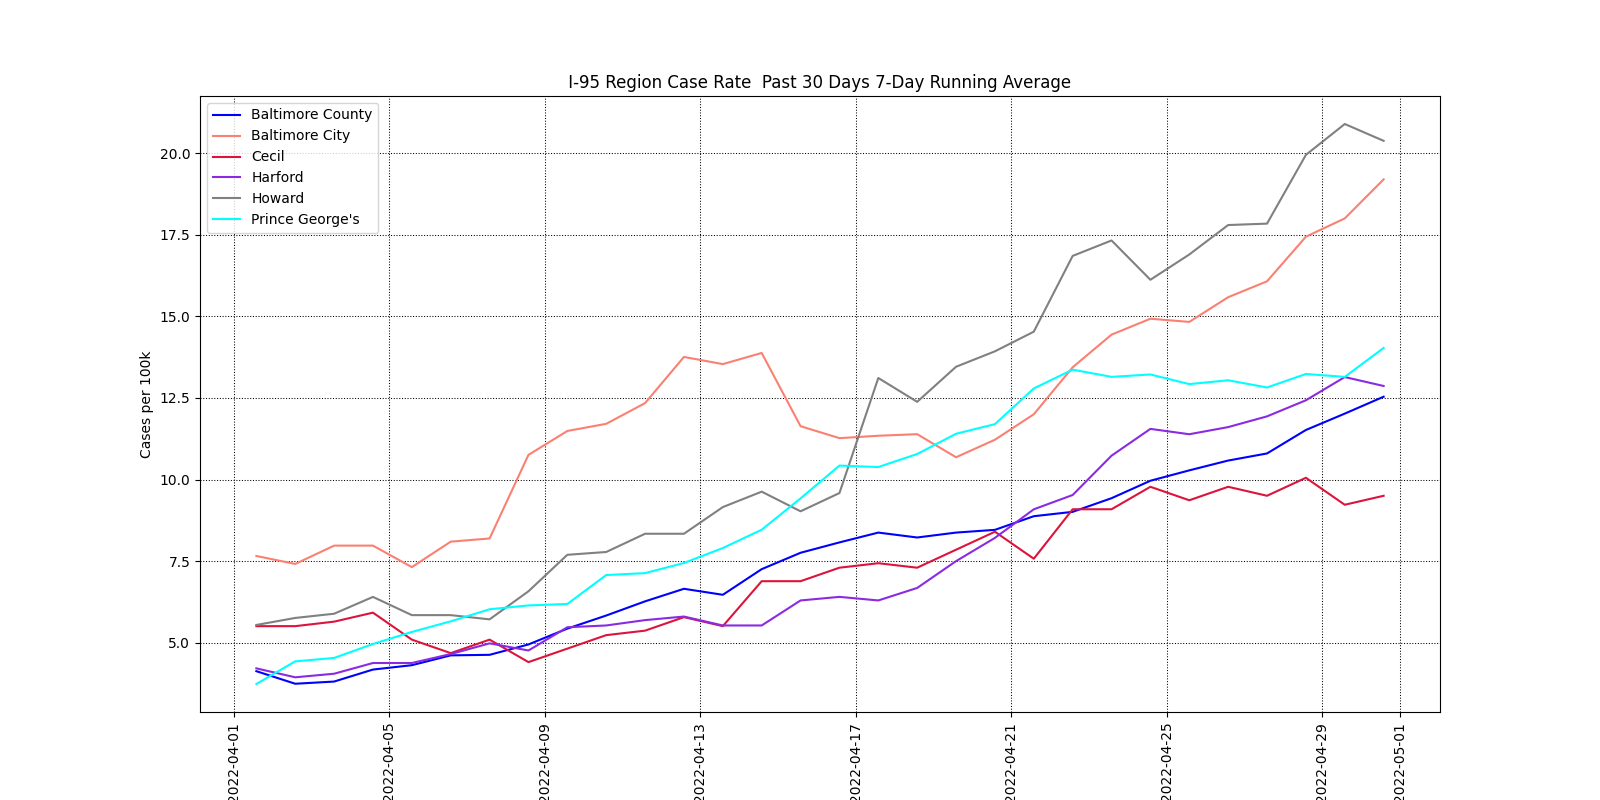 I-95 Region Case Rate  Past 30 Days 7-Day Running Average
Baltimore County
Baltimore City
Cecil
Harford
Howard
Prince George's
Cases per 100k
20.0
17.5
15.0
12.5
10.0
7.5
5.0
2022-04-01
2022-04-05
2022-04-09
2022-04-13
2022-04-17
2022-04-21
2022-04-25
2022-04-29
2022-05-01